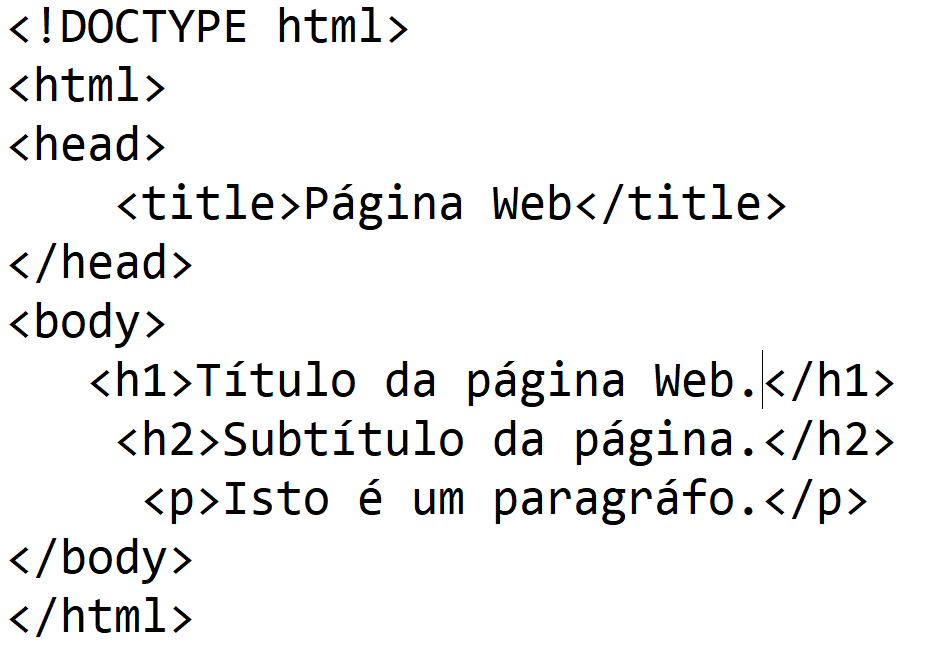 <!DOCTYPE html>
<html>
<head>
    <title>Página Web</title>
</head>
<body>
   <h1>Título da página Web.</h1>
    <h2>Subtítulo da página.</h2>
     <p>Isto é um paragráfo.</p>
</body>
</html>